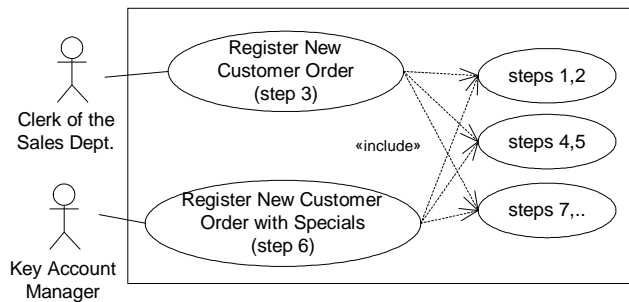 Register New
Customer Order
(step 3)
steps 1,2
Clerk of the
Sales Dept.
«include»
steps 4,5
Register New Customer
Order with Specials
(step 6)
steps 7,..
Key Account
Manager